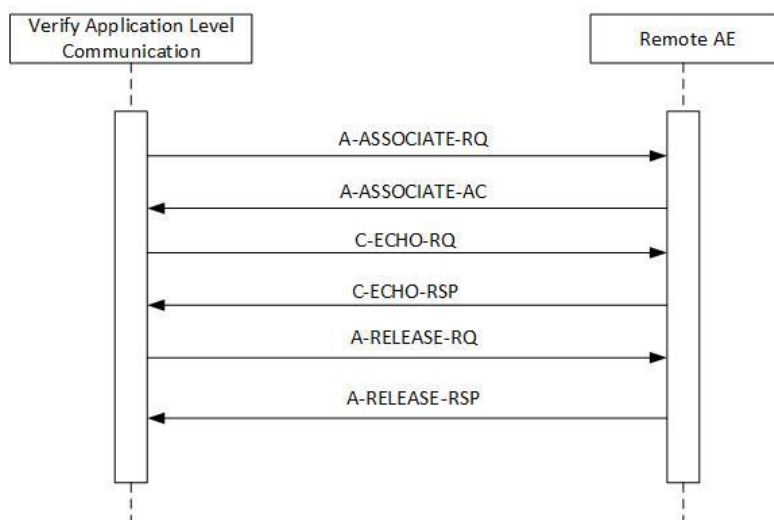 Verify Application Level
Communication
Remote AE
A-ASSOCIATE-RQ
A-ASSOCIATE-AC
C-ECHO-RQ
C-ECHO-RSP
A-RELEASE-RQ
A-RELEASE-RSP